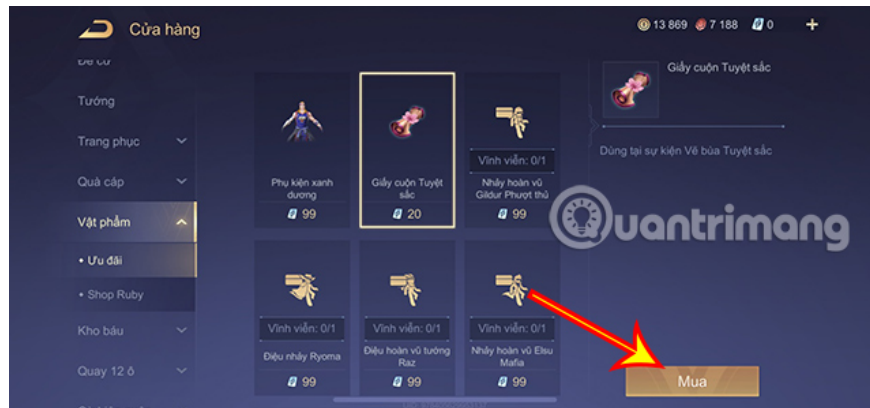 Cửa hàng
13 869
7 188
0
Đề cử
Tướng
Trang phục
Quà cáp
Vật phẩm
• Ưu đãi
• Shop Ruby
Kho báu
Quay 12 ô
Phụ kiện xanh
dương
99
Giấy cuộn Tuyệt
sắc
20
Vĩnh viễn: 0/1
Nhảy hoàn vũ
Gildur Phượt thủ
99
Vĩnh viễn: 0/1
Điệu nhảy Ryoma
99
Vĩnh viễn: 0/1
Điệu hoàn vũ tướng
Raz
99
Vĩnh viễn: 0/1
Nhảy hoàn vũ Elsu
Mafia
99
Giấy cuộn Tuyệt sắc
Dùng tại sự kiện Vẽ bùa Tuyệt sắc
Quantrimang
Mua